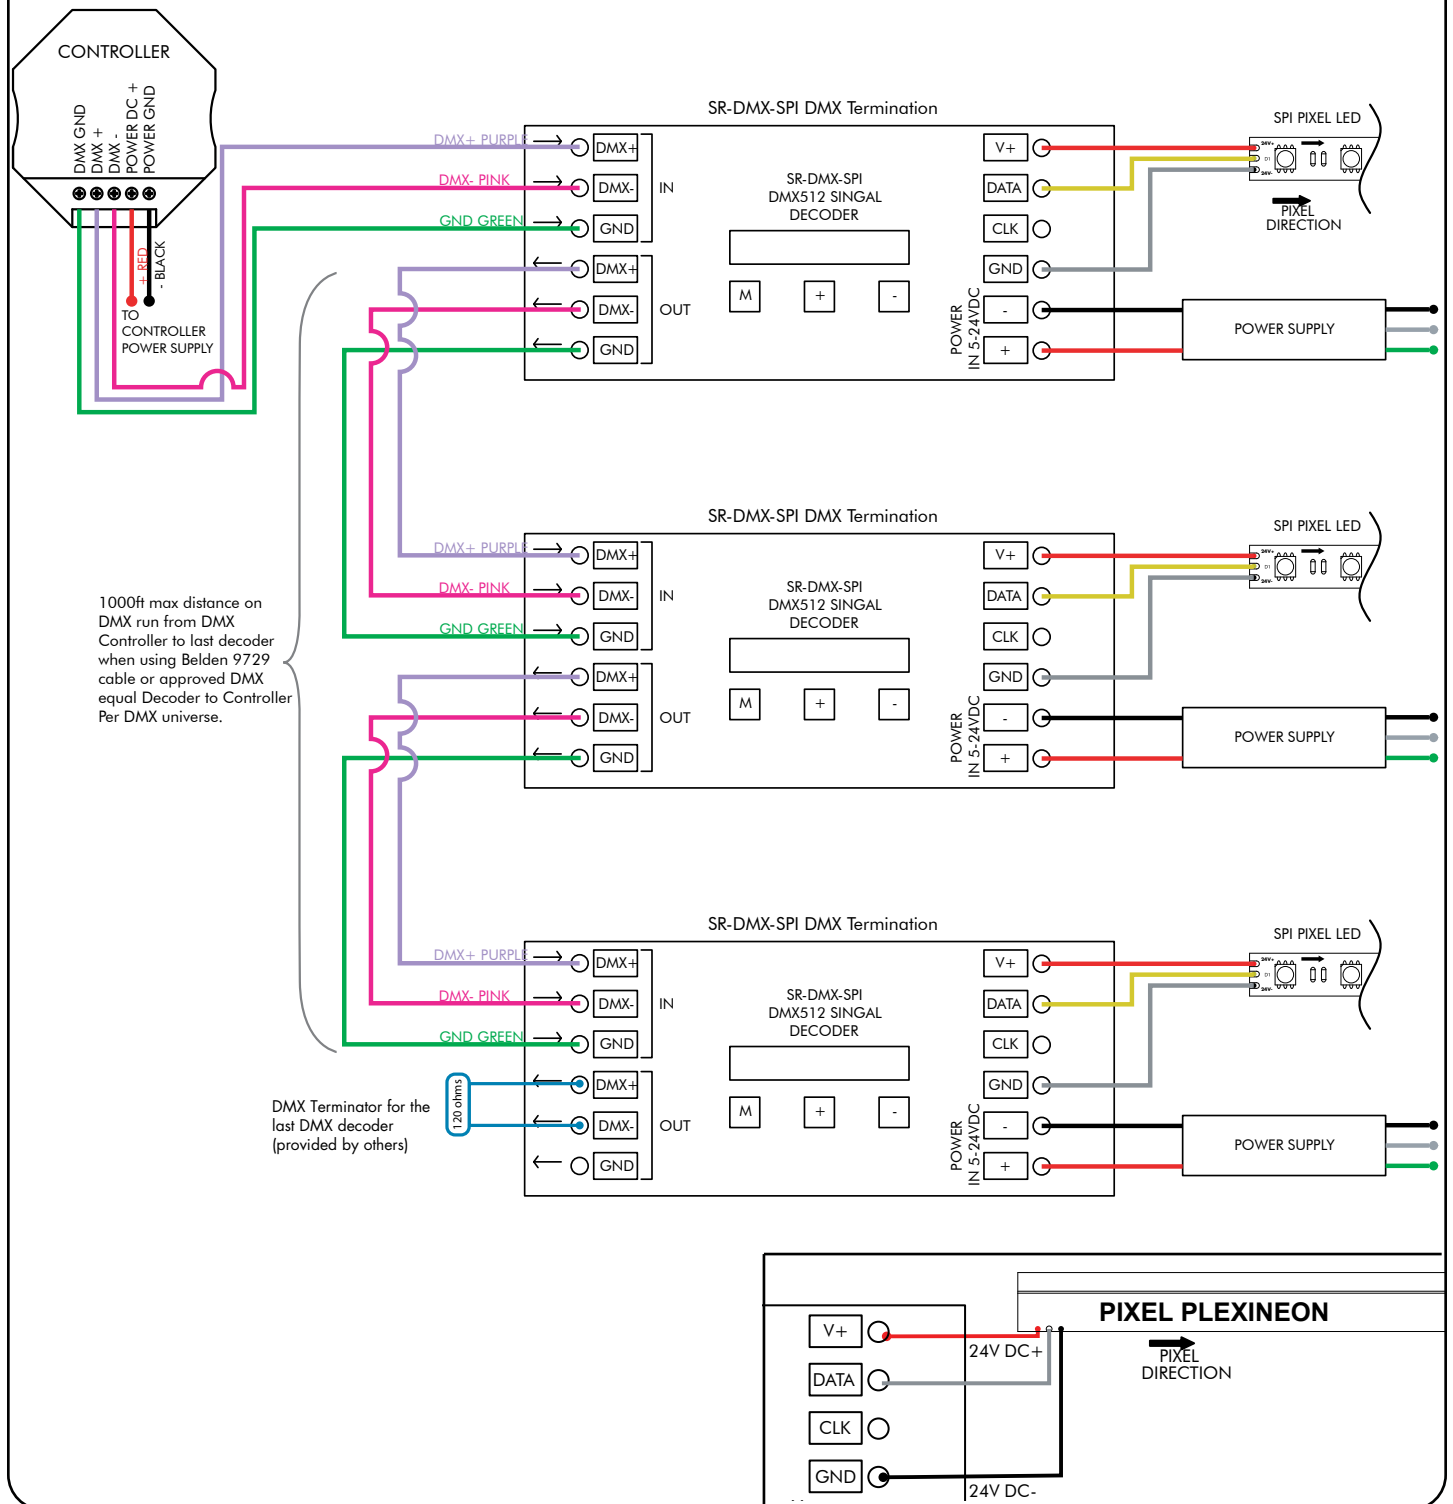 CONTROLLER
DMX GND
DMX +
DMX -
POWER DC +
POWER GND
+ RED
- BLACK
TO
CONTROLLER
POWER SUPPLY
SR-DMX-SPI DMX Termination
DMX+ PURPLE
DMX- PINK
GND GREEN
DMX+
DMX-
GND
IN
DMX+
DMX-
GND
OUT
SR-DMX-SPI
DMX512 SINGAL
DECODER
M
+
-
V+
DATA
CLK
GND
-
+
POWER
IN 5-24VDC
SPI PIXEL LED
24V+
D1
24V-
PIXEL
DIRECTION
POWER SUPPLY
SR-DMX-SPI DMX Termination
DMX+ PURPLE
DMX- PINK
GND GREEN
DMX+
DMX-
GND
IN
DMX+
DMX-
GND
OUT
SR-DMX-SPI
DMX512 SINGAL
DECODER
M
+
-
V+
DATA
CLK
GND
-
+
POWER
IN 5-24VDC
SPI PIXEL LED
24V+
D1
24V-
POWER SUPPLY
1000ft max distance on
DMX run from DMX
Controller to last decoder
when using Belden 9729
cable or approved DMX
equal Decoder to Controller
Per DMX universe.
SR-DMX-SPI DMX Termination
DMX+ PURPLE
DMX- PINK
GND GREEN
DMX+
DMX-
GND
IN
DMX+
DMX-
GND
OUT
120 ohms
DMX Terminator for the
last DMX decoder
(provided by others)
SR-DMX-SPI
DMX512 SINGAL
DECODER
M
+
-
V+
DATA
CLK
GND
-
+
POWER
IN 5-24VDC
SPI PIXEL LED
24V+
D1
24V-
POWER SUPPLY
PIXEL PLEXINEON
V+
24V DC+
PIXEL
DIRECTION
DATA
CLK
GND
24V DC-